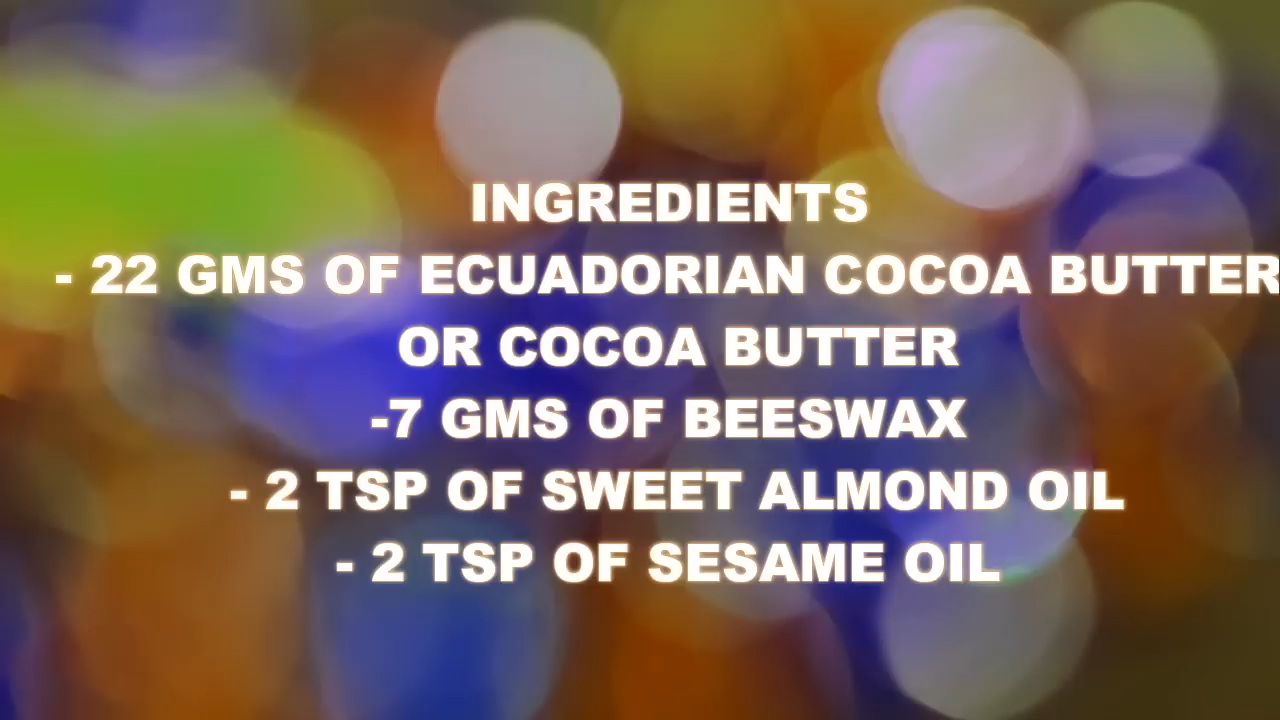 INGREDIENTS
- 22 GMS OF ECUADORIAN COCOA BUTTER
OR COCOA BUTTER
-7 GMS OF BEESWAX
- 2 TSP OF SWEET ALMOND OIL
- 2 TSP OF SESAME OIL